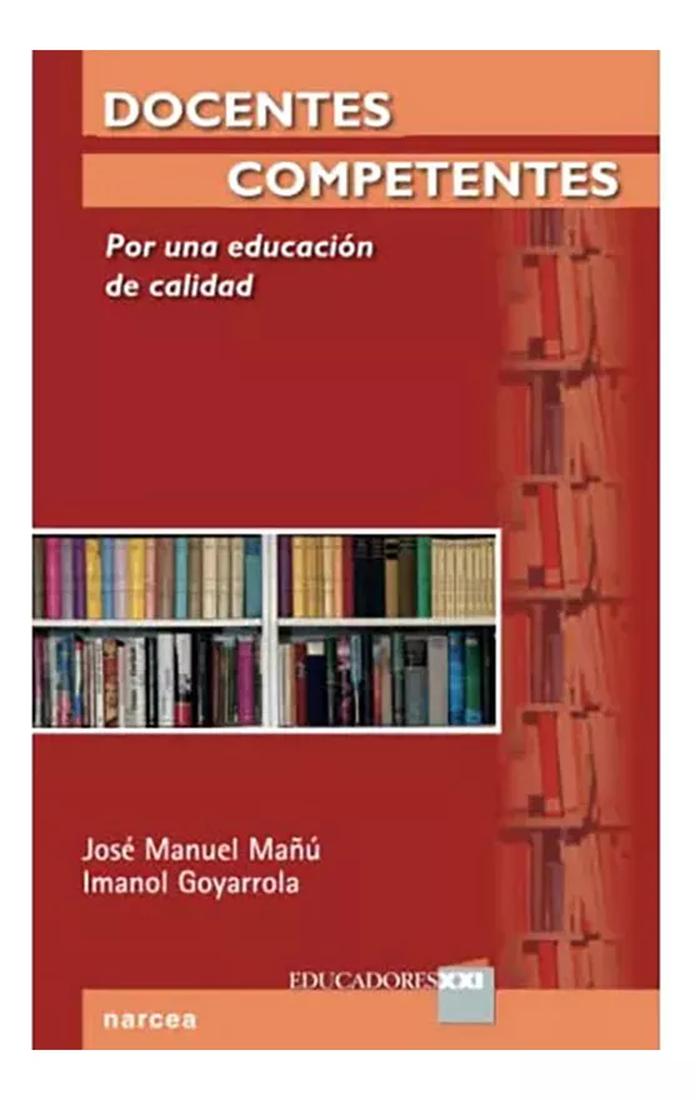 DOCENTES
COMPETENTES
Por una educación
de calidad
José Manuel Mañú
Imanol Goyarrola
EDUCADORES XXI
narcea